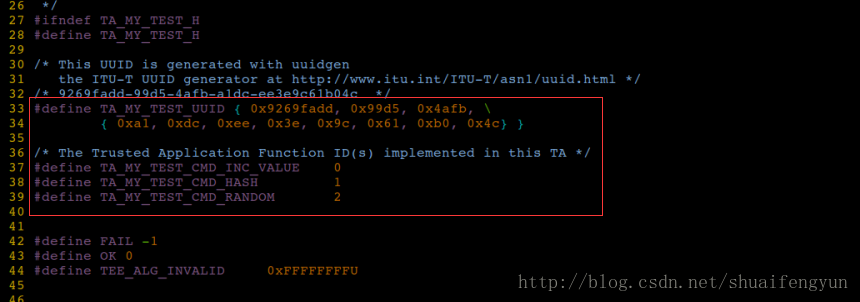 26 */
27 #ifndef TA_MY_TEST_H
28 #define TA_MY_TEST_H
29
30 /* This UUID is generated with uuidgen
31 the ITU-T UUID generator at http://www.itu.int/ITU-T/asn1/uuid.html */
32 /* 9269fadd-99d5-4afb-a1dc-ee3e9c61b04c */
33 #define TA_MY_TEST_UUID { 0x9269fadd, 0x99d5, 0x4afb, \
34 { 0xa1, 0xdc, 0xee, 0x3e, 0x9c, 0x61, 0xb0, 0x4c} }
35
36 /* The Trusted Application Function ID(s) implemented in this TA */
37 #define TA_MY_TEST_CMD_INC_VALUE 0
38 #define TA_MY_TEST_CMD_HASH 1
39 #define TA_MY_TEST_CMD_RANDOM 2
40
41
42 #define FAIL -1
43 #define OK 0
44 #define TEE_ALG_INVALID 0xFFFFFFFFU
45
46
http://blog.csdn.net/shuaifengyun